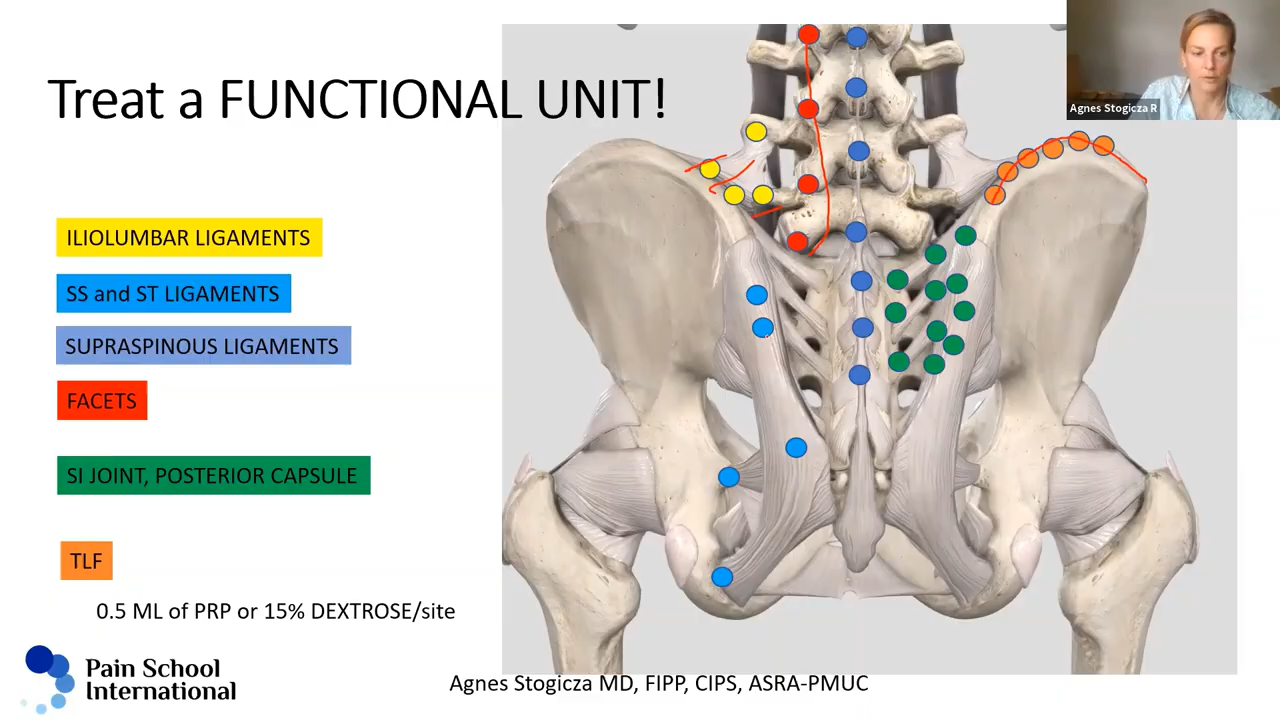 Treat a FUNCTIONAL UNIT!
Agnes Stogicza R
ILIOLUMBAR LIGAMENTS
SS and ST LIGAMENTS
SUPRASPINOUS LIGAMENTS
FACETS
SI JOINT, POSTERIOR CAPSULE
TLF
0.5 ML of PRP or 15% DEXTROSE/site
Pain School
International
Agnes Stogicza MD, FIPP, CIPS, ASRA-PMUC